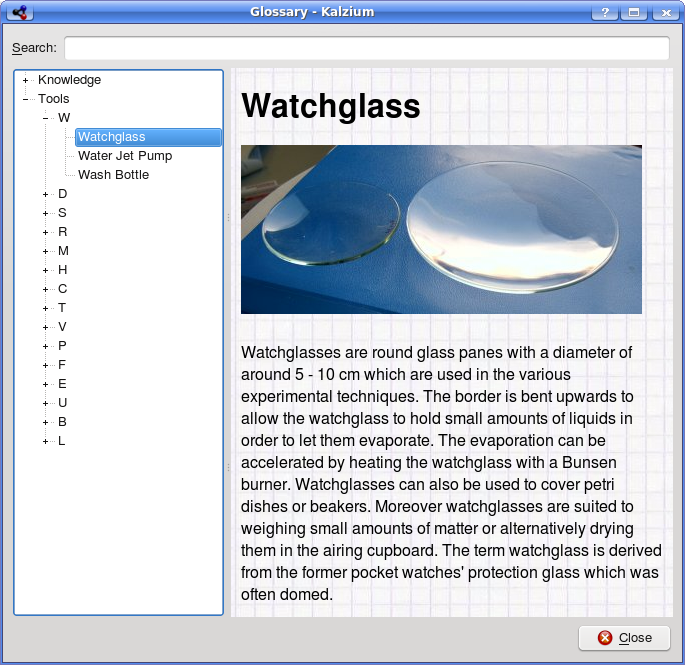 Glossary - Kalzium
Search:
Knowledge
Tools
W
Watchglass
Water Jet Pump
Wash Bottle
D
S
R
M
H
C
T
V
P
F
E
U
B
L
Watchglass
Watchglasses are round glass panes with a diameter of
around 5 - 10 cm which are used in the various
experimental techniques. The border is bent upwards to
allow the watchglass to hold small amounts of liquids in
order to let them evaporate. The evaporation can be
accelerated by heating the watchglass with a Bunsen
burner. Watchglasses can also be used to cover petri
dishes or beakers. Moreover watchglasses are suited to
weighing small amounts of matter or alternatively drying
them in the airing cupboard. The term watchglass is derived
from the former pocket watches' protection glass which was
often domed.
Close